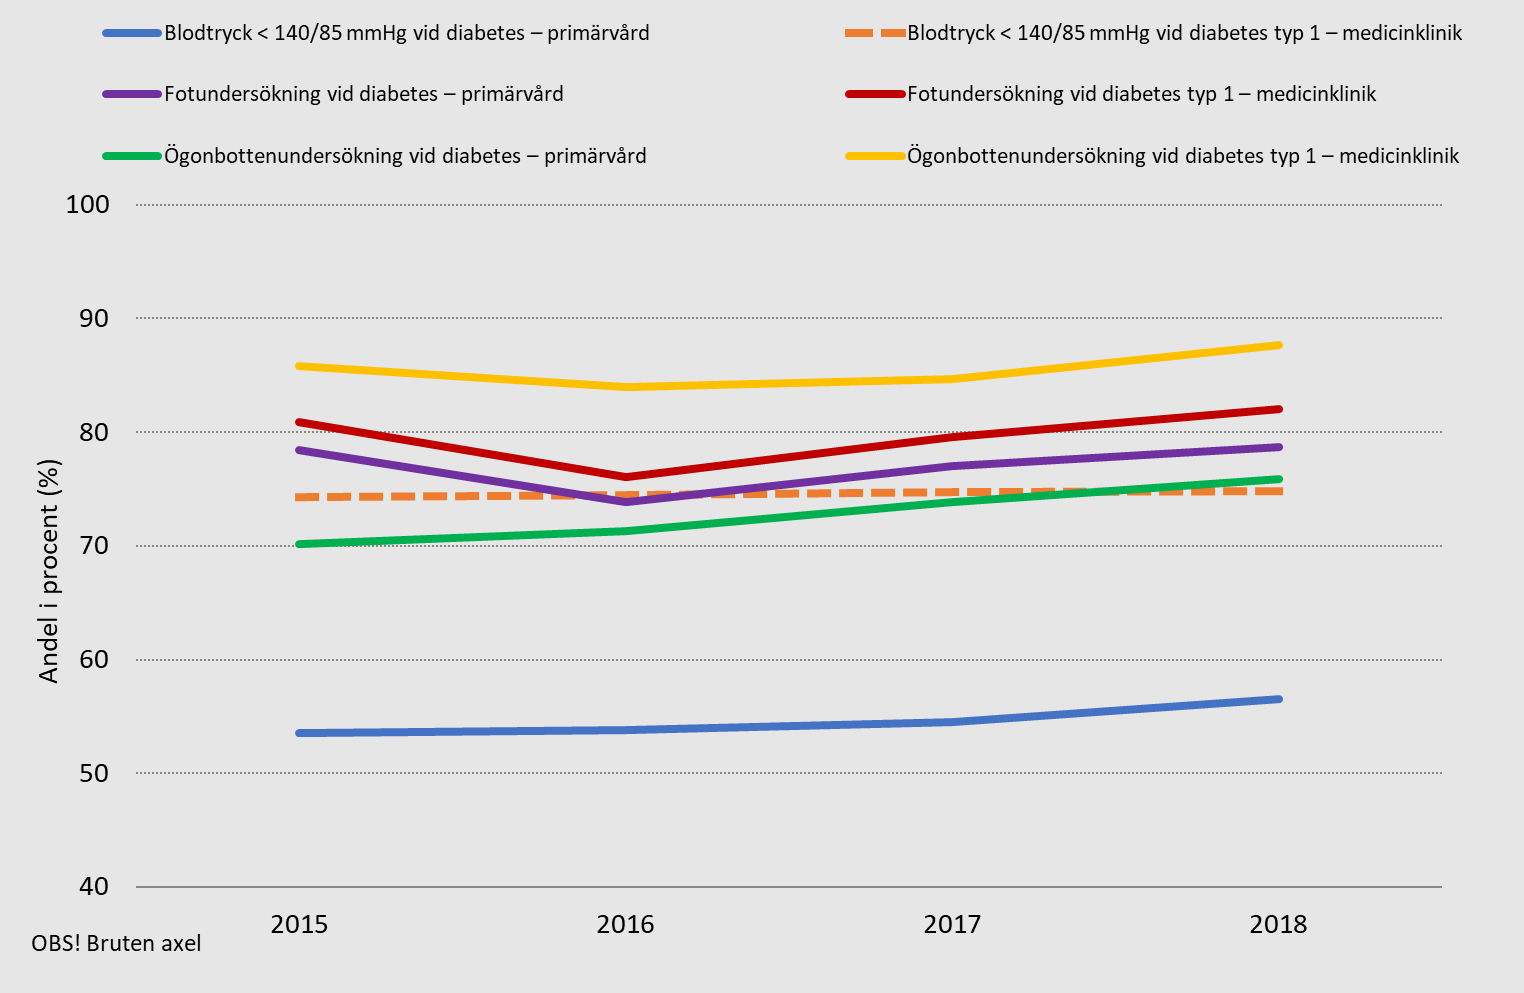 Blodtryck < 140/85 mmHg vid diabetes – primärvård
Blodtryck < 140/85 mmHg vid diabetes typ 1 – medicinklinik
Fotundersökning vid diabetes – primärvård
Fotundersökning vid diabetes typ 1 – medicinklinik
Ögonbottenundersökning vid diabetes – primärvård
Ögonbottenundersökning vid diabetes typ 1 – medicinklinik
Andel i procent (%)
100
90
80
70
60
50
40
2015
2016
2017
2018
OBS! Bruten axel